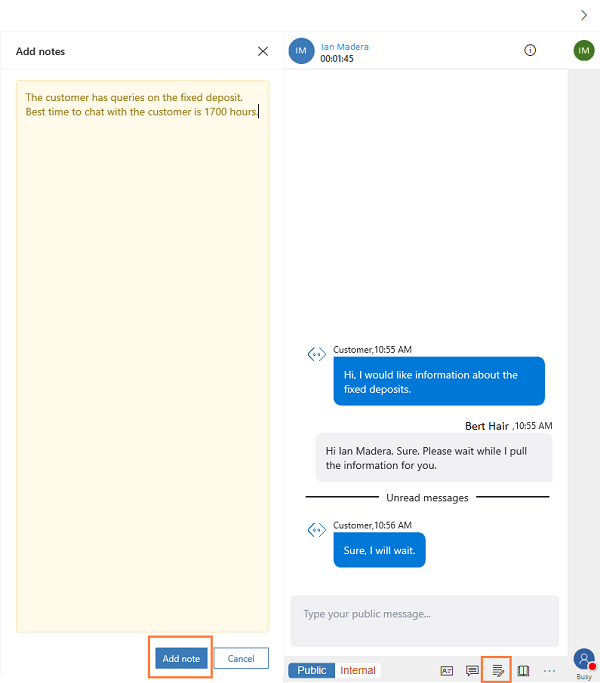 Add notes
The customer has queries on the fixed deposit.
Best time to chat with the customer is 1700 hours.
Add note
Cancel
IM
Ian Madera
00:01:45
IM
Customer,10:55 AM
Hi, I would like information about the
fixed deposits.
Bert Hair ,10:55 AM
Hi Ian Madera, Sure. Please wait while I pull
the information for you.
Unread messages
Customer,10:56 AM
Sure, I will wait.
Type your public message...
Public
Internal
Busy